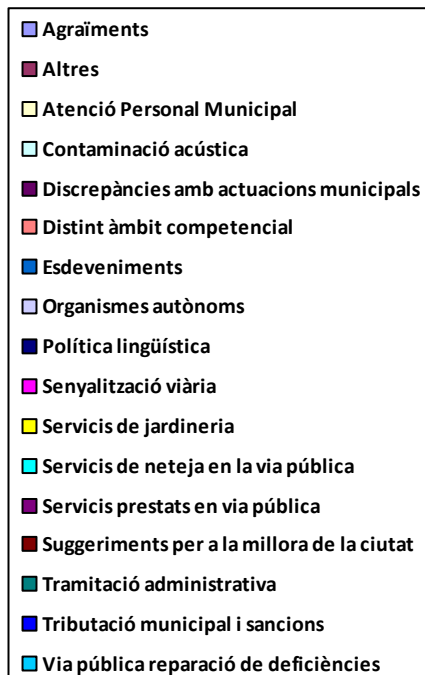 Agraïments
Altres
Atenció Personal Municipal
Contaminació acústica
Discrepàncies amb actuacions municipals
Distint àmbit competencial
Esdeveniments
Organismes autònoms
Política lingüística
Senyalització viària
Servicis de jardineria
Servicis de neteja en la via pública
Servicis prestats en via pública
Suggeriments per a la millora de la ciutat
Tramitació administrativa
Tributació municipal i sancions
Via pública reparació de deficiències